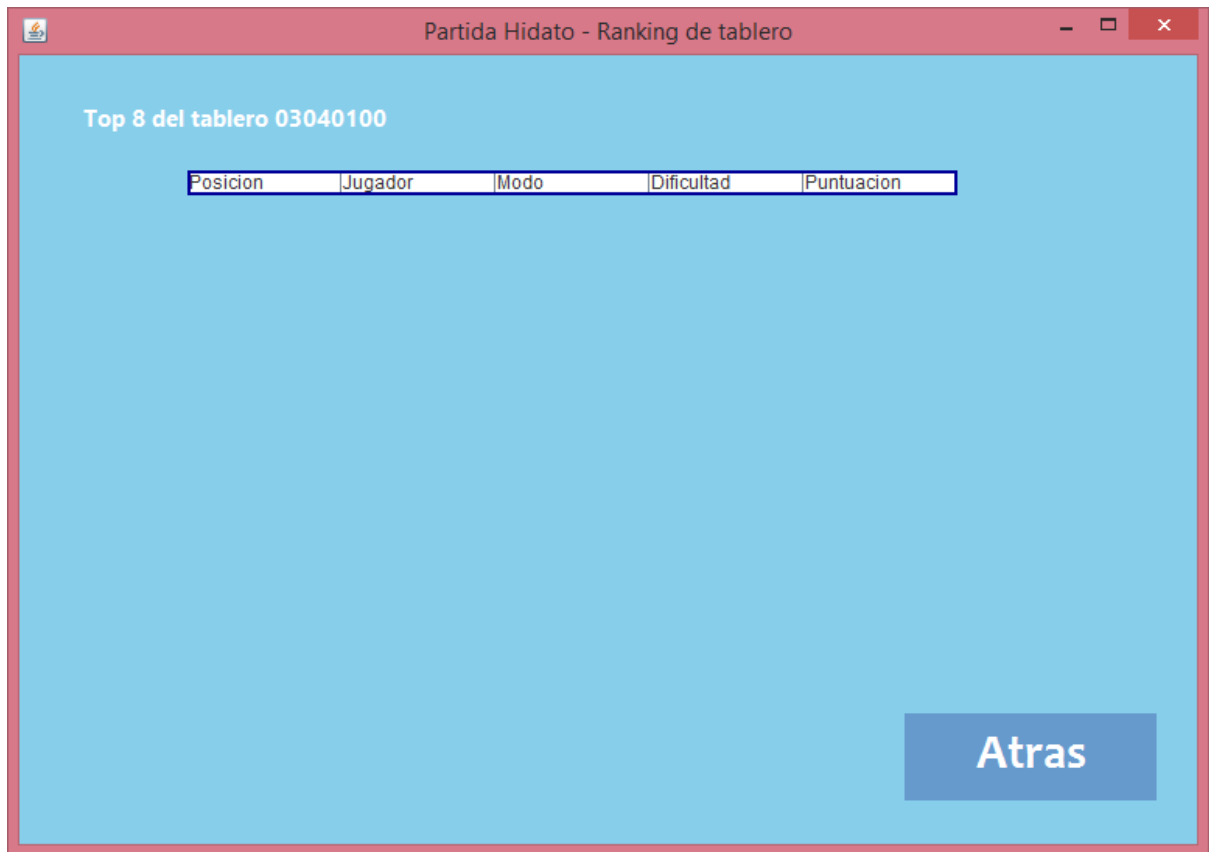 Partida Hidato - Ranking de tablero
Top 8 del tablero 03040100
Posicion Jugador Modo Dificultad Puntuacion
Atras